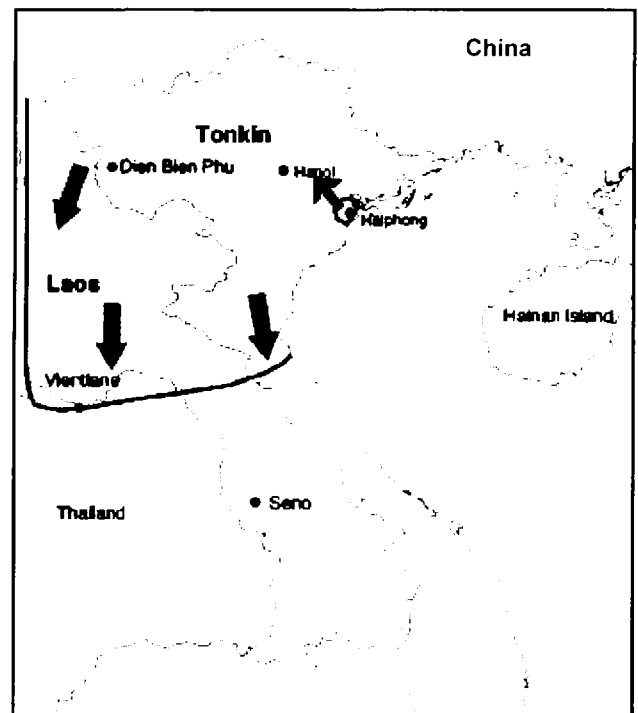 China
Tonkin
Dien Bien Phu
Hanoi
Haiphong
Laos
Hainan Island
Vientiane
Thailand
Seno